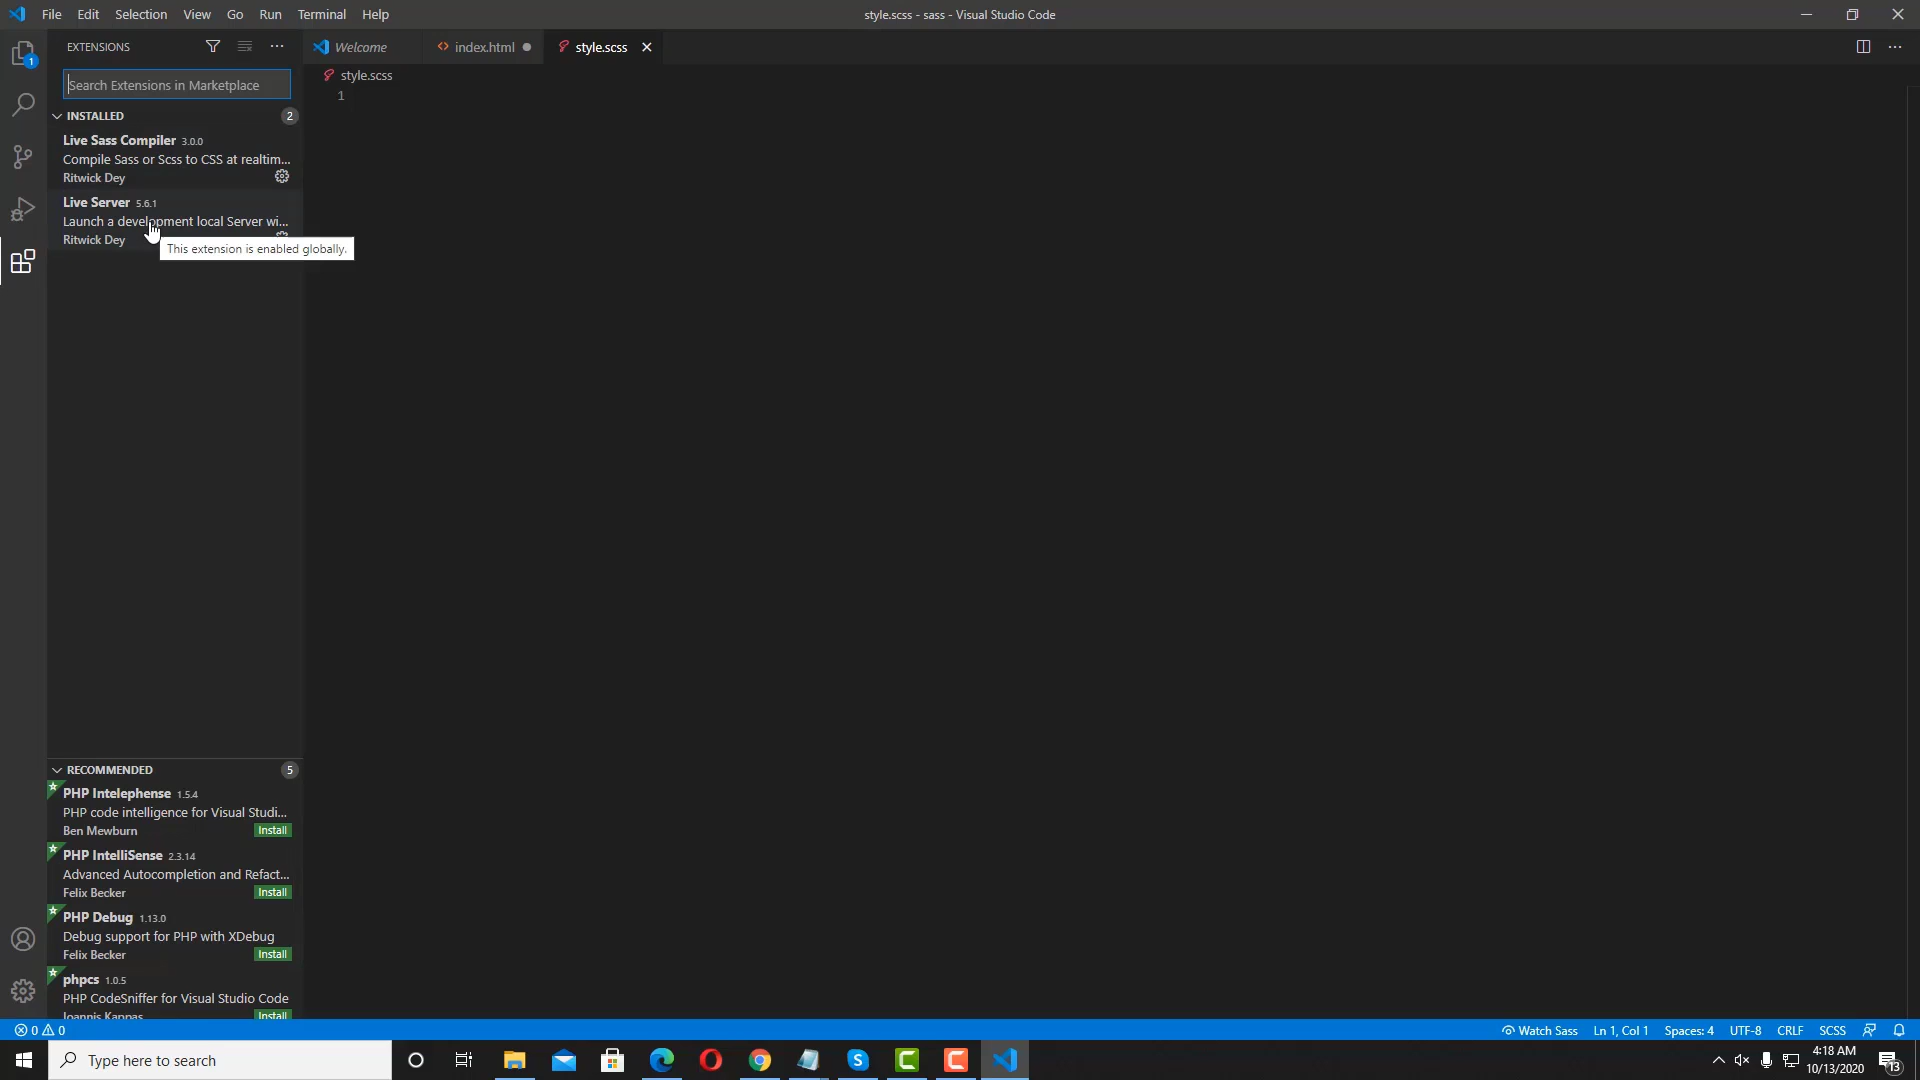 File Edit Selection View Go Run Terminal Help
style.scss - sass - Visual Studio Code
EXTENSIONS
Welcome
index.html
style.scss
1
Search Extensions in Marketplace
style.scss
1
INSTALLED 2
Live Sass Compiler 3.0.0
Compile Sass or Scss to CSS at realtim...
Ritwick Dey
Live Server 5.6.1
Launch a development local Server wi...
Ritwick Dey
This extension is enabled globally.
RECOMMENDED 5
PHP Intelephense 1.5.4
PHP code intelligence for Visual Studi...
Ben Mewburn Install
PHP IntelliSense 2.3.14
Advanced Autocompletion and Refact...
Felix Becker Install
PHP Debug 1.13.0
Debug support for PHP with XDebug
Felix Becker Install
phpcs 1.0.5
PHP CodeSniffer for Visual Studio Code
Ioannis Kappas Install
0 0
Watch Sass Ln 1, Col 1 Spaces: 4 UTF-8 CRLF SCSS
Type here to search
4:18 AM
10/13/2020
13